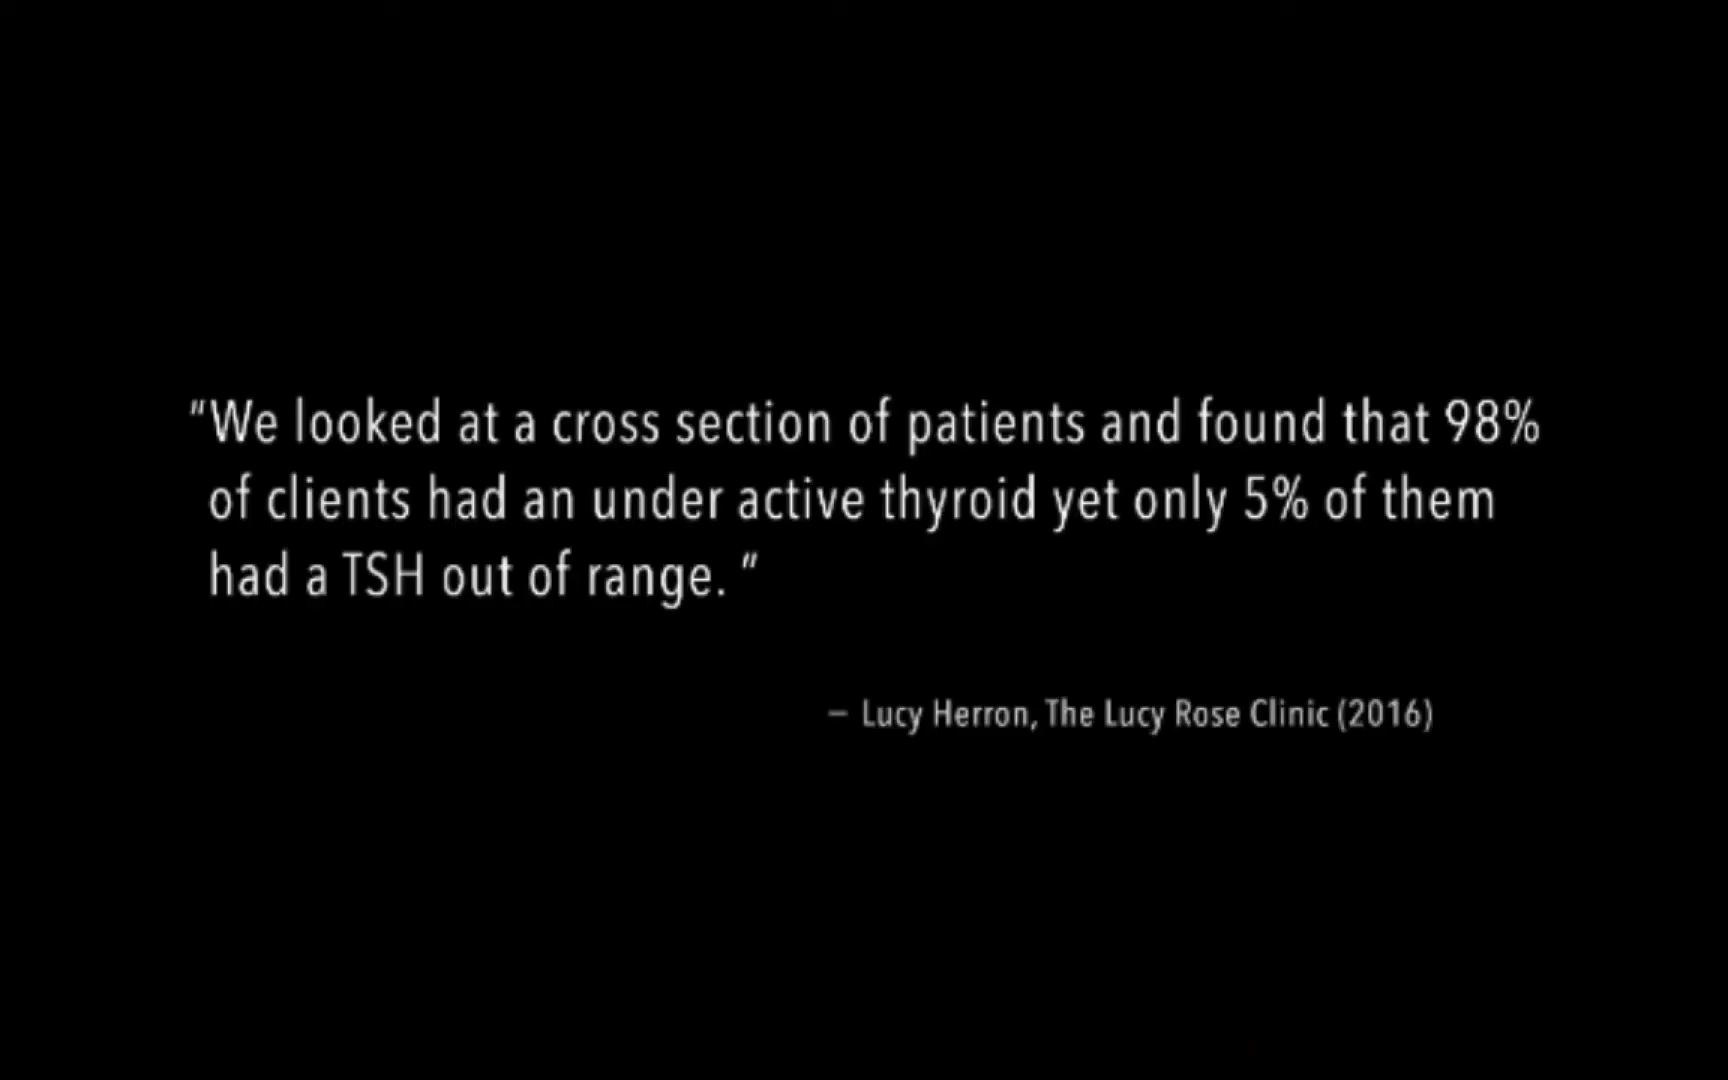 "We looked at a cross section of patients and found that 98%
of clients had an under active thyroid yet only 5% of them
had a TSH out of range. "
– Lucy Herron, The Lucy Rose Clinic (2016)